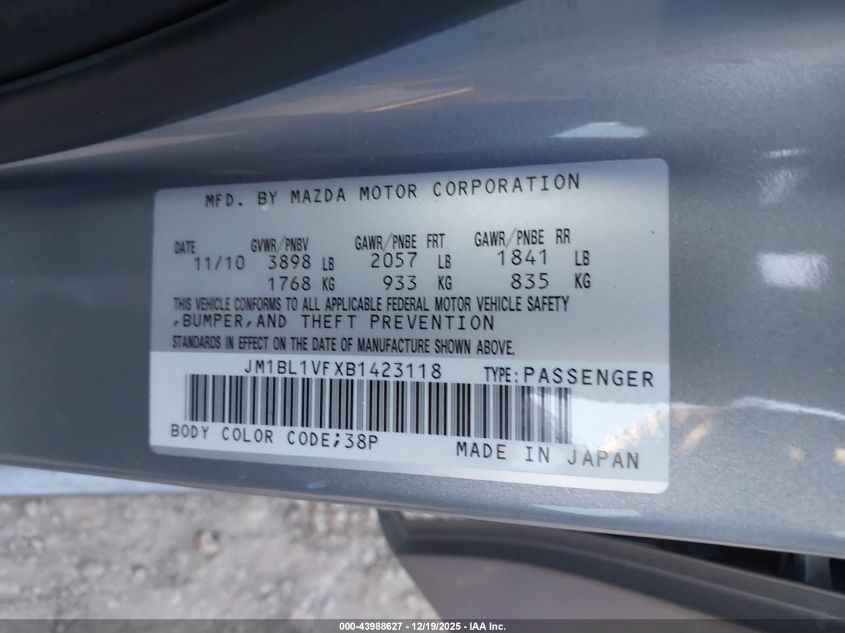 MFD. BY MAZDA MOTOR CORPORATION
DATE GVWR/PNBV GAWR/PNBE FRT GAWR/PNBE RR
11/10 3898 LB 2057 LB 1841 LB
1768 KG 933 KG 835 KG
THIS VEHICLE CONFORMS TO ALL APPLICABLE FEDERAL MOTOR VEHICLE SAFETY
,BUMPER,AND THEFT PREVENTION
STANDARDS IN EFFECT ON THE DATE OF MANUFACTURE SHOWN ABOVE.
JM1BL1VFXB1423118 TYPE:PASSENGER
BODY COLOR CODE;38P MADE IN JAPAN
000-43988627 - 12/19/2025 - IAA Inc.